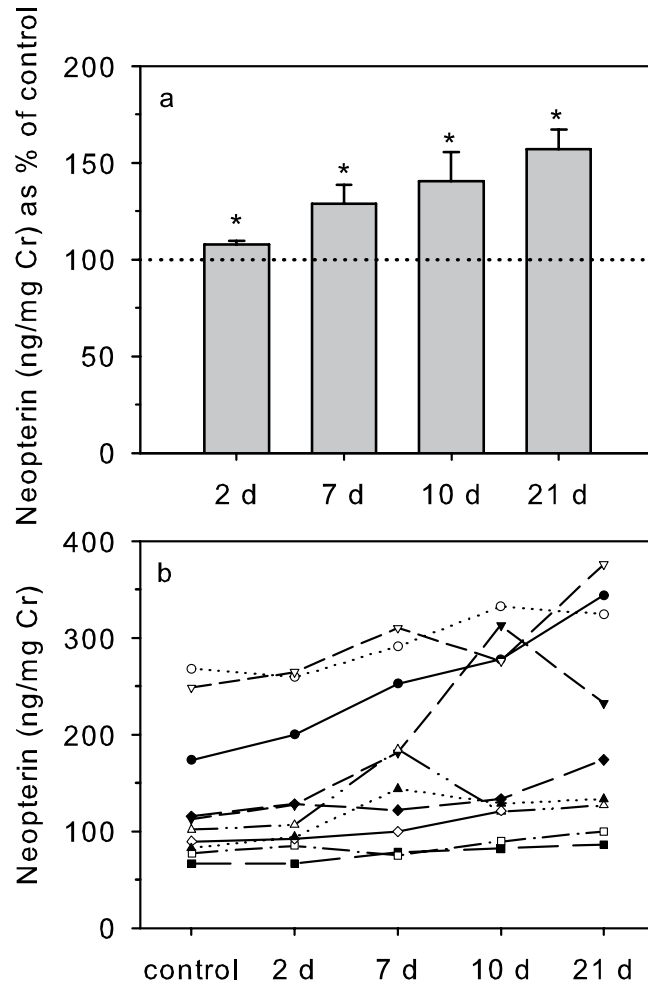 Neopterin (ng/mg Cr) as % of control
200
150
100
50
0
a
*
*
*
*
2 d
7 d
10 d
21 d
Neopterin (ng/mg Cr)
400
300
200
100
0
b
control
2 d
7 d
10 d
21 d